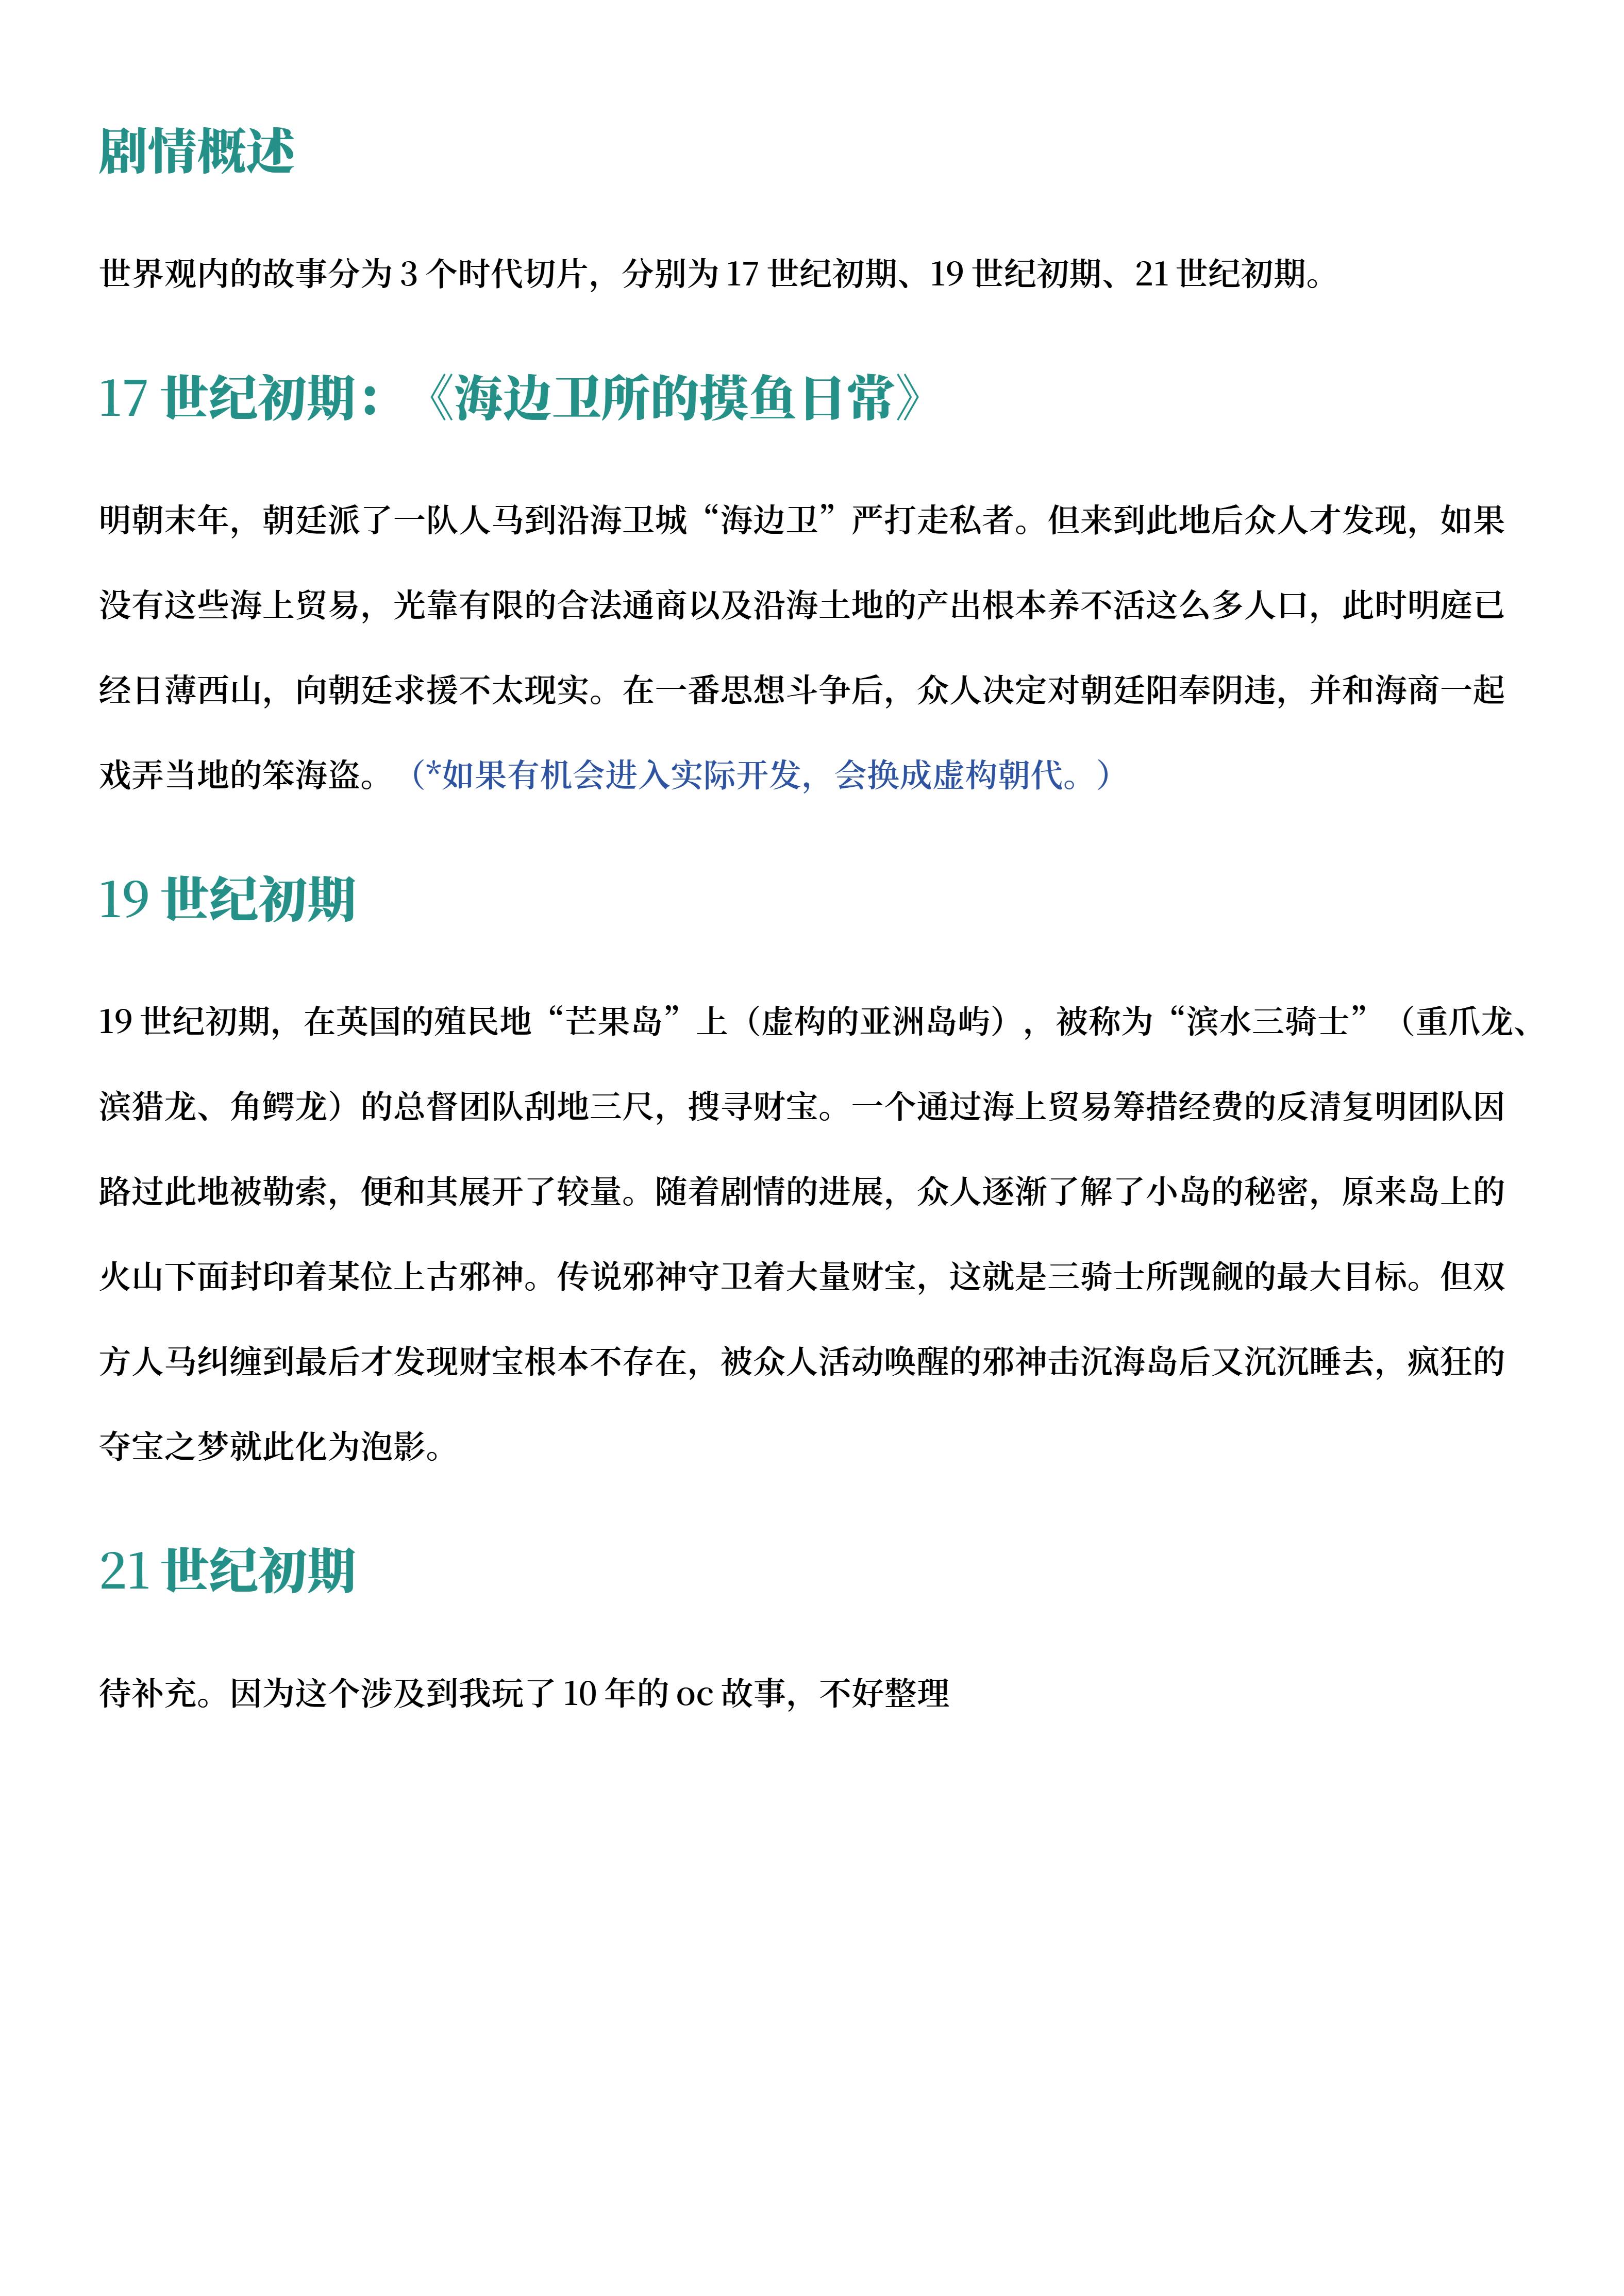 剧情概述
世界观内的故事分为 3 个时代切片，分别为 17 世纪初期、19 世纪初期、21 世纪初期。
17 世纪初期：《海边卫所的摸鱼日常》
明朝末年，朝廷派了一队人马到沿海卫城“海边卫”严打走私者。但来到此地后众人才发现，如果
没有这些海上贸易，光靠有限的合法通商以及沿海土地的产出根本养不活这么多人口，此时明庭已
经日薄西山，向朝廷求援不太现实。在一番思想斗争后，众人决定对朝廷阳奉阴违，并和海商一起
戏弄当地的笨海盗。（*如果有机会进入实际开发，会换成虚构朝代。）
19 世纪初期
19 世纪初期，在英国的殖民地“芒果岛”上（虚构的亚洲岛屿），被称为“滨水三骑士”（重爪龙、
滨猎龙、角鳄龙）的总督团队刮地三尺，搜寻财宝。一个通过海上贸易筹措经费的反清复明团队因
路过此地被勒索，便和其展开了较量。随着剧情的进展，众人逐渐了解了小岛的秘密，原来岛上的
火山下面封印着某位上古邪神。传说邪神守卫着大量财宝，这就是三骑士所觊觎的最大目标。但双
方人马纠缠到最后才发现财宝根本不存在，被众人活动唤醒的邪神击沉海岛后又沉沉睡去，疯狂的
夺宝之梦就此化为泡影。
21 世纪初期
待补充。因为这个涉及到我玩了 10 年的 oc 故事，不好整理